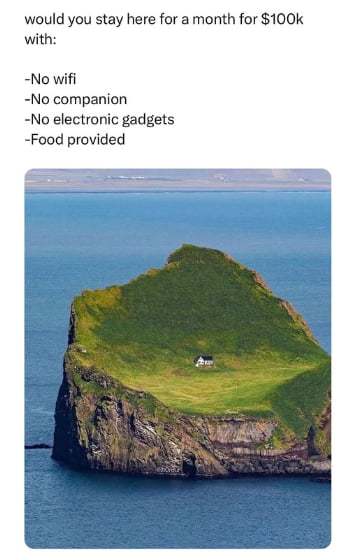 would you stay here for a month for $100k
with:
-No wifi
-No companion
-No electronic gadgets
-Food provided